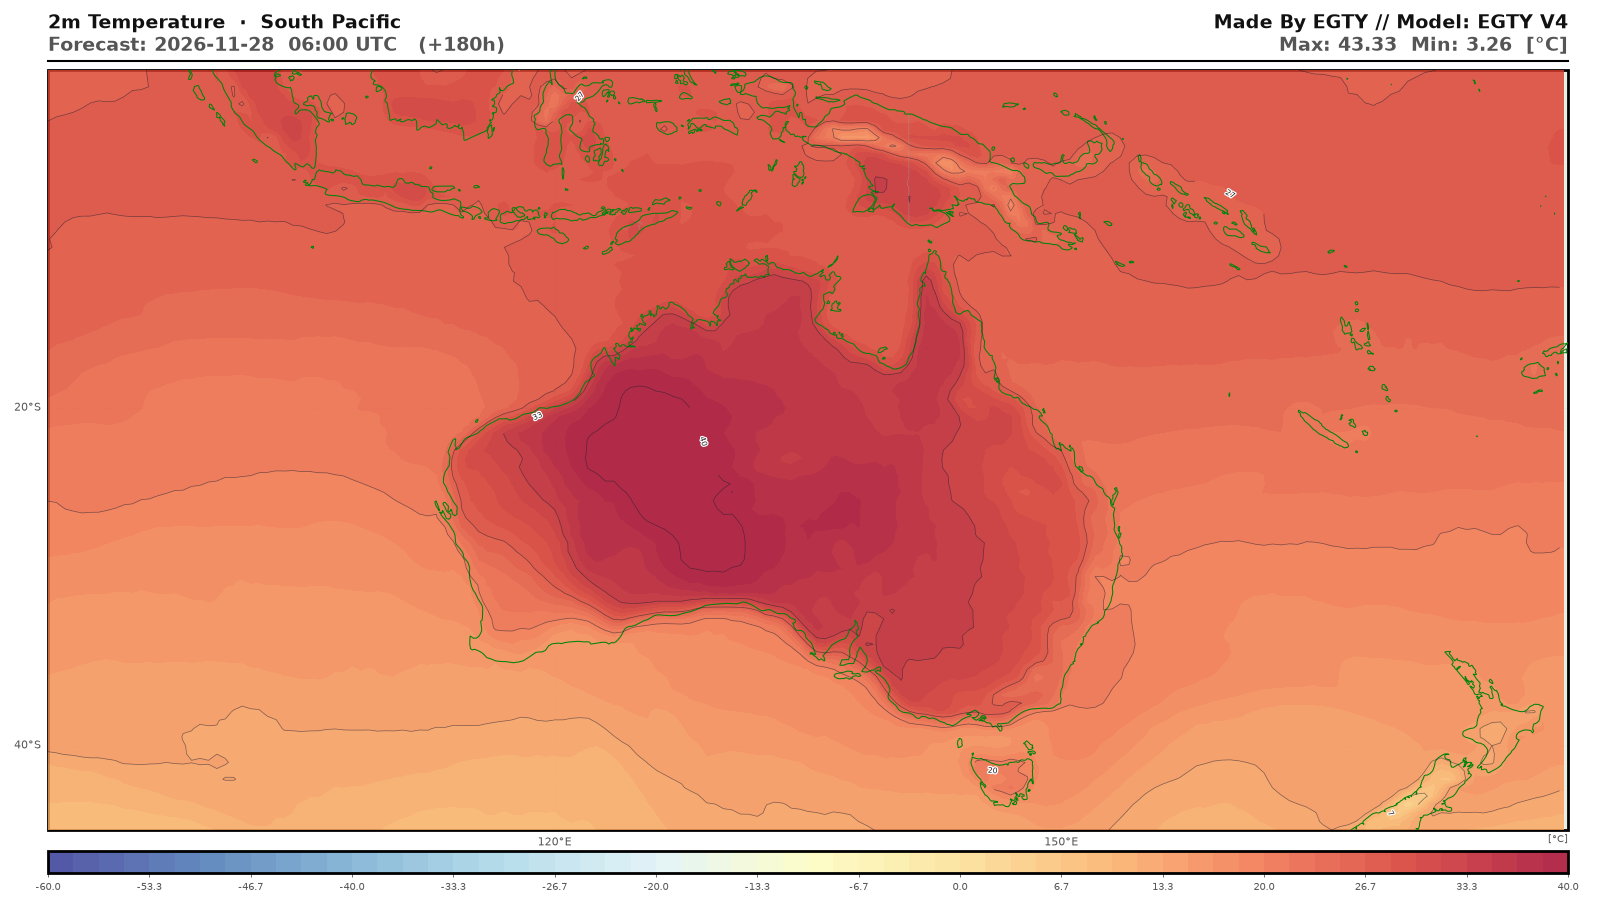 2m Temperature · South Pacific
Made By EGTY // Model: EGTY V4
Forecast: 2026-11-28 06:00 UTC (+180h)
Max: 43.33 Min: 3.26 [°C]
27
27
20°S
33
40
40°S
20
7
120°E
150°E
[°C]
-60.0 -53.3 -46.7 -40.0 -33.3 -26.7 -20.0 -13.3 -6.7 0.0 6.7 13.3 20.0 26.7 33.3 40.0